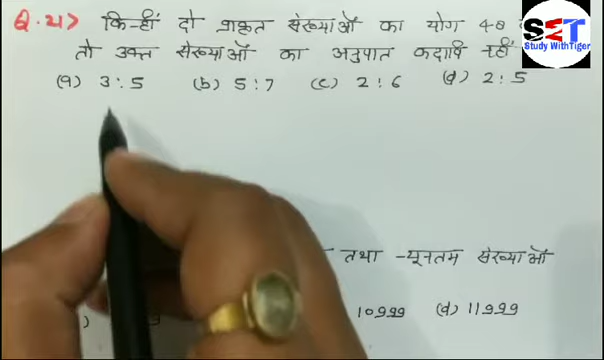 Q.21> किन्हीं दो प्राकृत संख्याओं का योग 48
तो उक्त संख्याओं का अनुपात कदापि नहीं
(a) 3:5 (b) 5:7 (c) 2:6 (d) 2:5
तथा न्यूनतम संख्याओं
10999 (d) 11999
SET
Study WithTiger